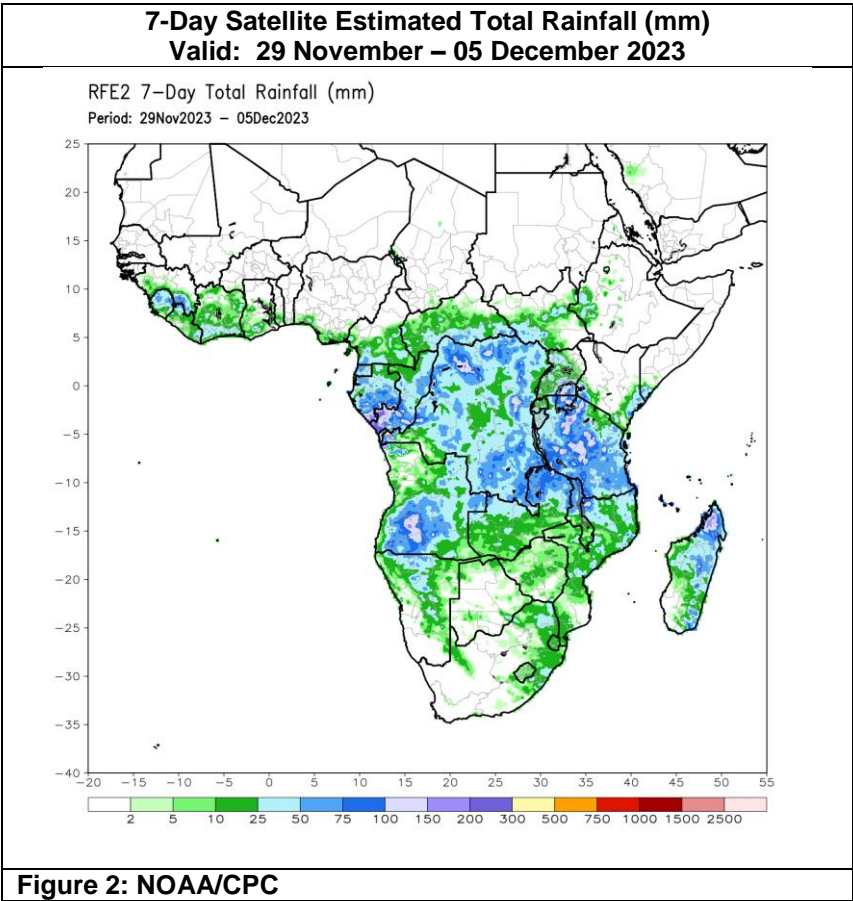 7-Day Satellite Estimated Total Rainfall (mm)
Valid:  29 November – 05 December 2023
RFE2 7-Day Total Rainfall (mm)
Period: 29Nov2023 – 05Dec2023
25
20
15
10
5
0
−5
−10
−15
−20
−25
−30
−35
−40
−20 −15 −10 −5 0 5 10 15 20 25 30 35 40 45 50 55
2 5 10 25 50 75 100 150 200 300 500 750 1000 1500 2500
Figure 2: NOAA/CPC